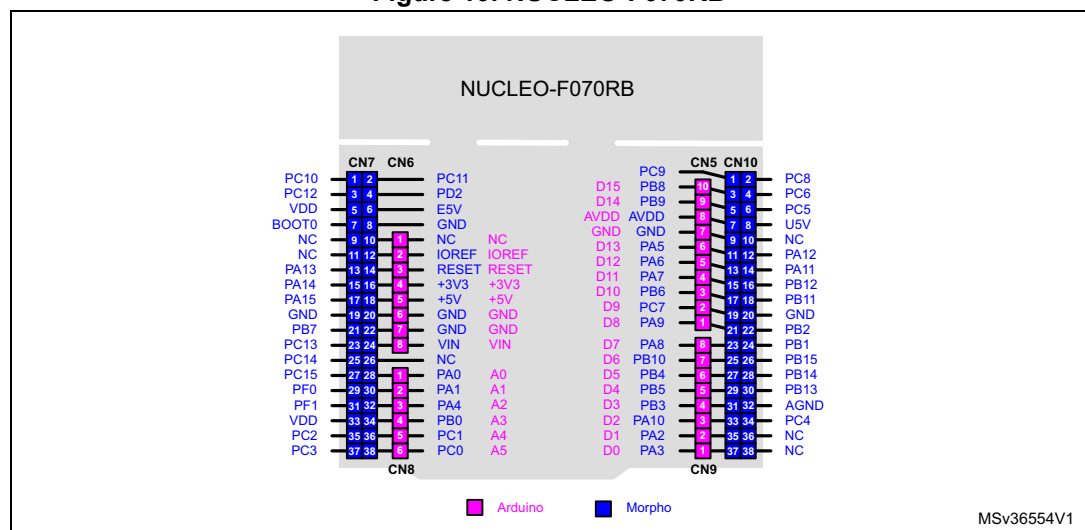 NUCLEO-F070RB
CN7 CN6 CN5 CN10
PC9
PC10 1 2 PC11 1 2 PC8
PC12 3 4 PD2 D15 PB8 10 3 4 PC6
VDD 5 6 E5V D14 PB9 9 5 6 PC5
BOOT0 7 8 GND AVDD AVDD 8 7 8 U5V
NC 9 10 1 NC NC GND GND 7 9 10 NC
NC 11 12 2 IOREF IOREF D13 PA5 6 11 12 PA12
PA13 13 14 3 RESET RESET D12 PA6 5 13 14 PA11
PA14 15 16 4 +3V3 +3V3 D11 PA7 4 15 16 PB12
PA15 17 18 5 +5V +5V D10 PB6 3 17 18 PB11
GND 19 20 6 GND GND D9 PC7 2 19 20 GND
PB7 21 22 7 GND GND D8 PA9 1 21 22 PB2
PC13 23 24 8 VIN VIN D7 PA8 8 23 24 PB1
PC14 25 26 NC D6 PB10 7 25 26 PB15
PC15 27 28 1 PA0 A0 D5 PB4 6 27 28 PB14
PF0 29 30 2 PA1 A1 D4 PB5 5 29 30 PB13
PF1 31 32 3 PA4 A2 D3 PB3 4 31 32 AGND
VDD 33 34 4 PB0 A3 D2 PA10 3 33 34 PC4
PC2 35 36 5 PC1 A4 D1 PA2 2 35 36 NC
PC3 37 38 6 PC0 A5 D0 PA3 1 37 38 NC
CN8 CN9
Arduino Morpho
MSv36554V1